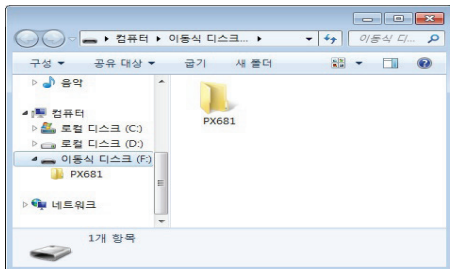 컴퓨터 ▸ 이동식 디스크... ▸ 이동식 디...
구성 공유 대상 굽기 새 폴더
음악
컴퓨터
로컬 디스크 (C:)
로컬 디스크 (D:)
이동식 디스크 (F:)
PX681
네트워크
PX681
1개 항목